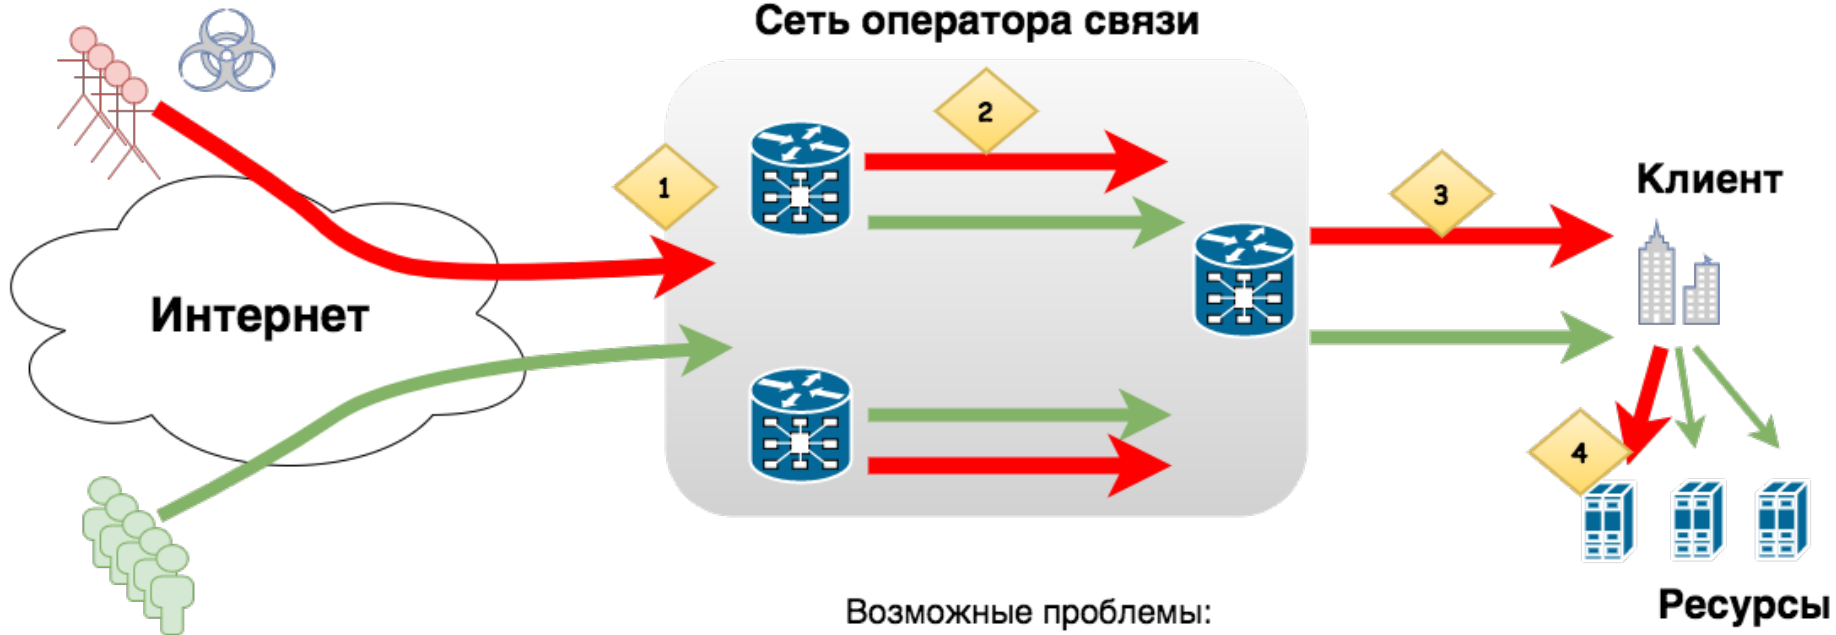 Сеть оператора связи
2
1
3
Клиент
Интернет
4
Ресурсы
Возможные проблемы: